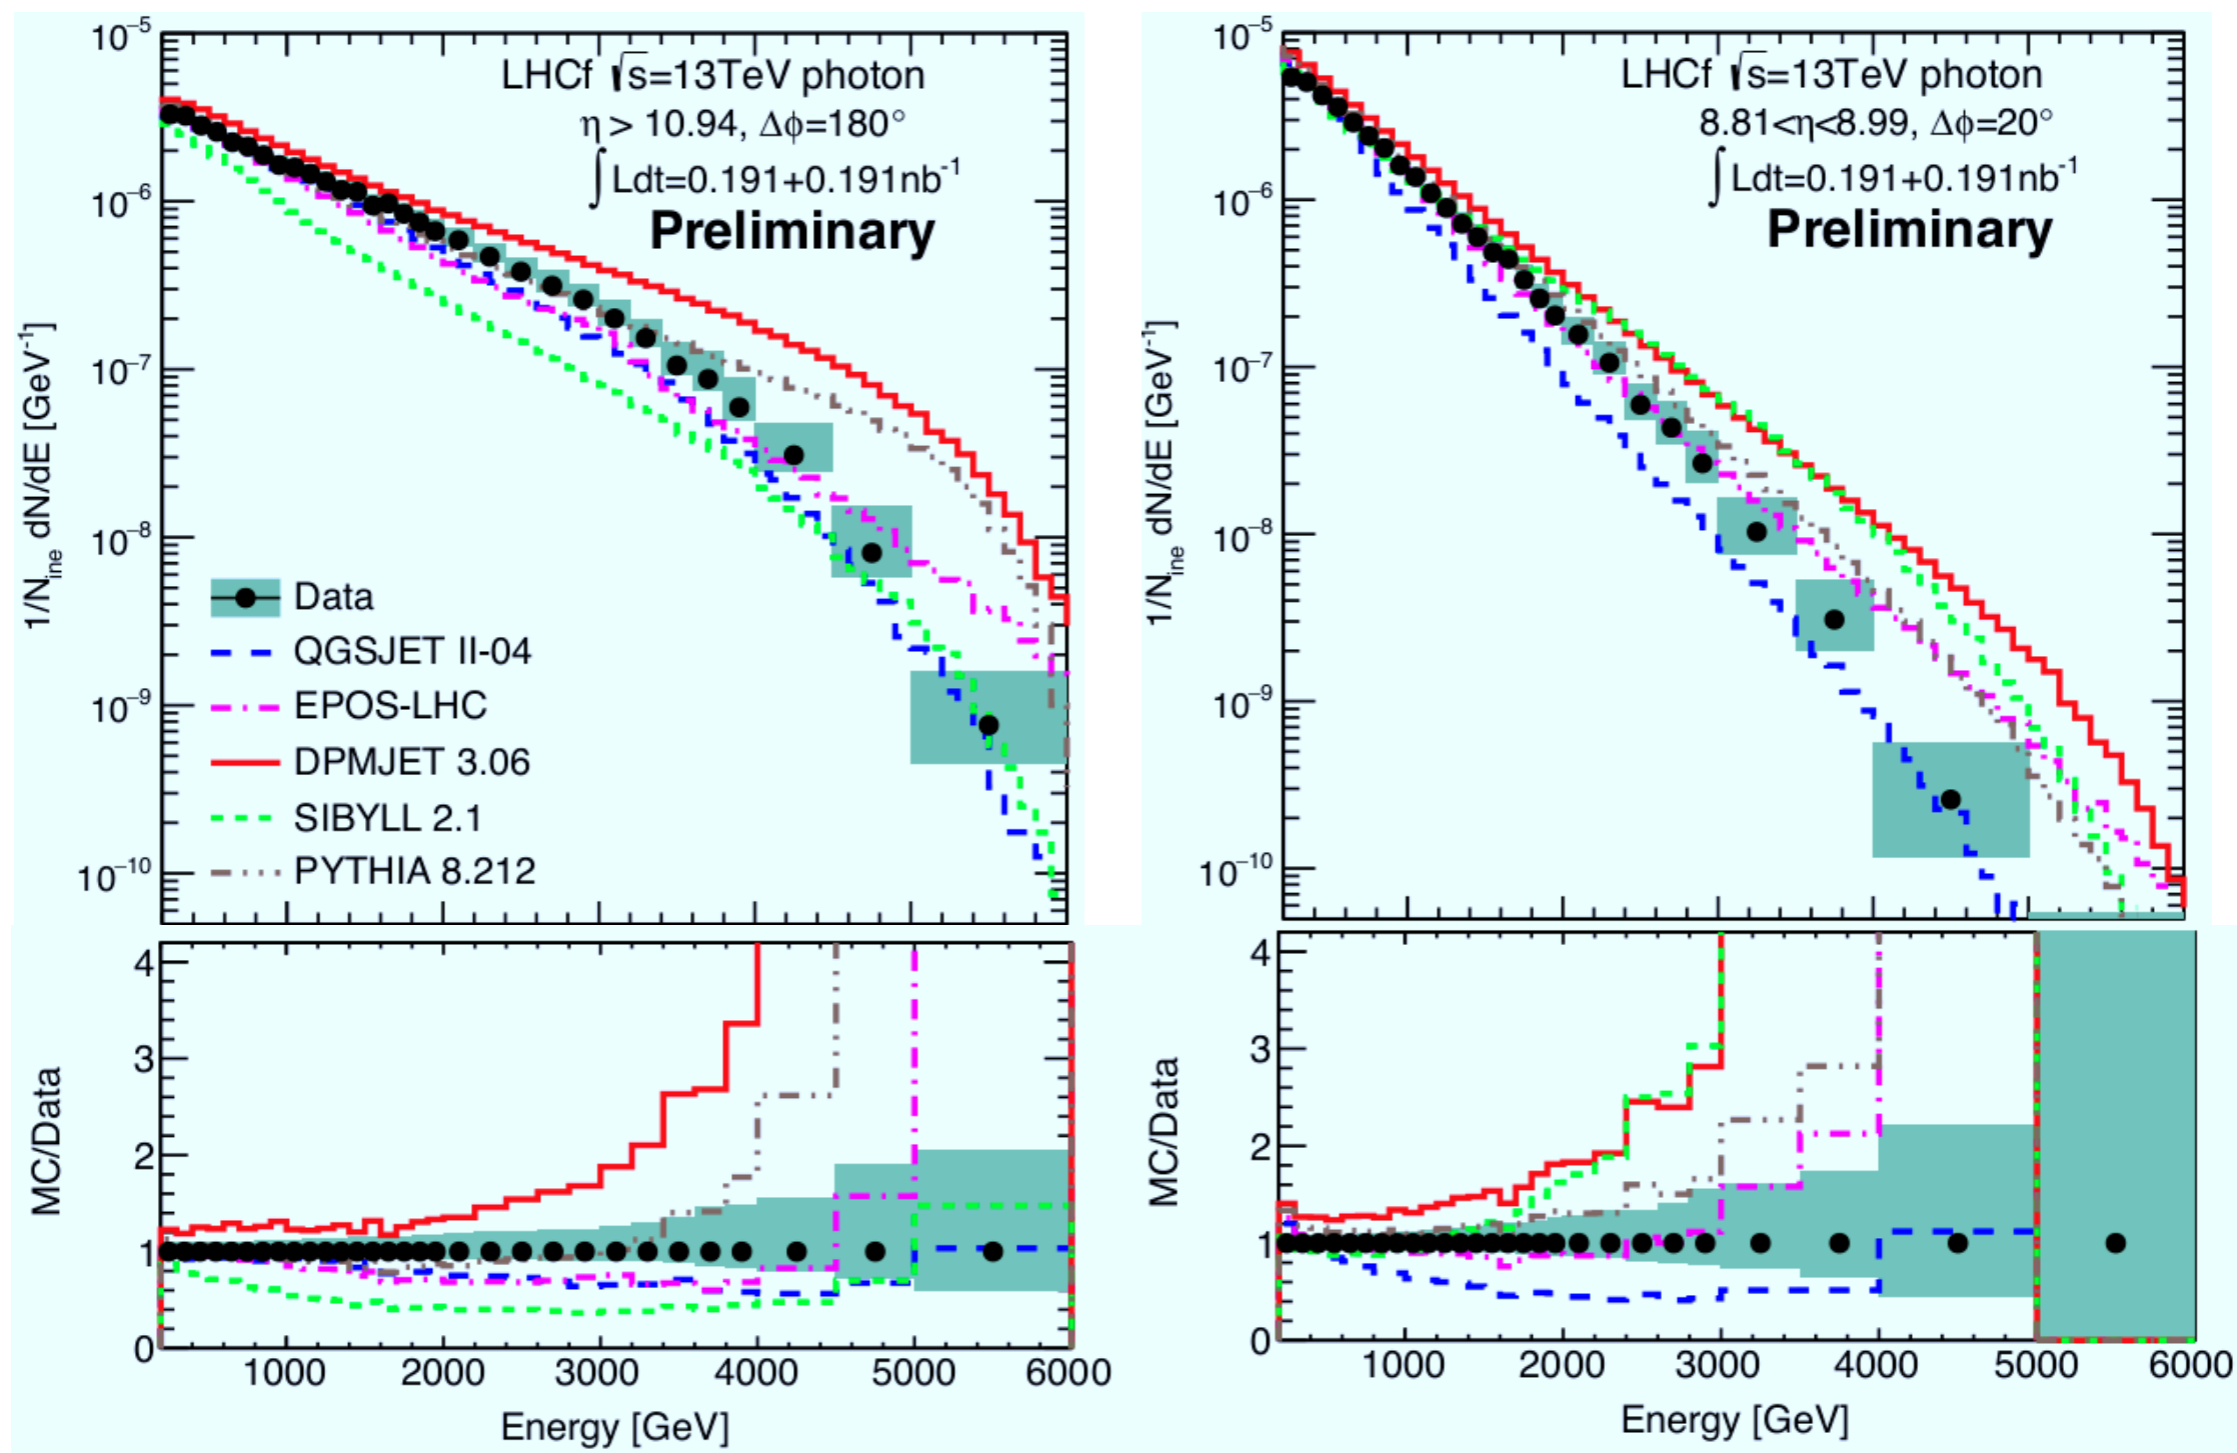 LHCf √s=13TeV photon
η > 10.94, Δϕ=180°
∫Ldt=0.191+0.191nb⁻¹
Preliminary
10⁻⁵
10⁻⁶
10⁻⁷
10⁻⁸
10⁻⁹
10⁻¹⁰
1/N_ine dN/dE [GeV⁻¹]
Data
QGSJET II-04
EPOS-LHC
DPMJET 3.06
SIBYLL 2.1
PYTHIA 8.212
4
3
2
1
0
MC/Data
1000 2000 3000 4000 5000 6000
Energy [GeV]
LHCf √s=13TeV photon
8.81<η<8.99, Δϕ=20°
∫Ldt=0.191+0.191nb⁻¹
Preliminary
10⁻⁵
10⁻⁶
10⁻⁷
10⁻⁸
10⁻⁹
10⁻¹⁰
1/N_ine dN/dE [GeV⁻¹]
4
3
2
1
0
MC/Data
1000 2000 3000 4000 5000 6000
Energy [GeV]